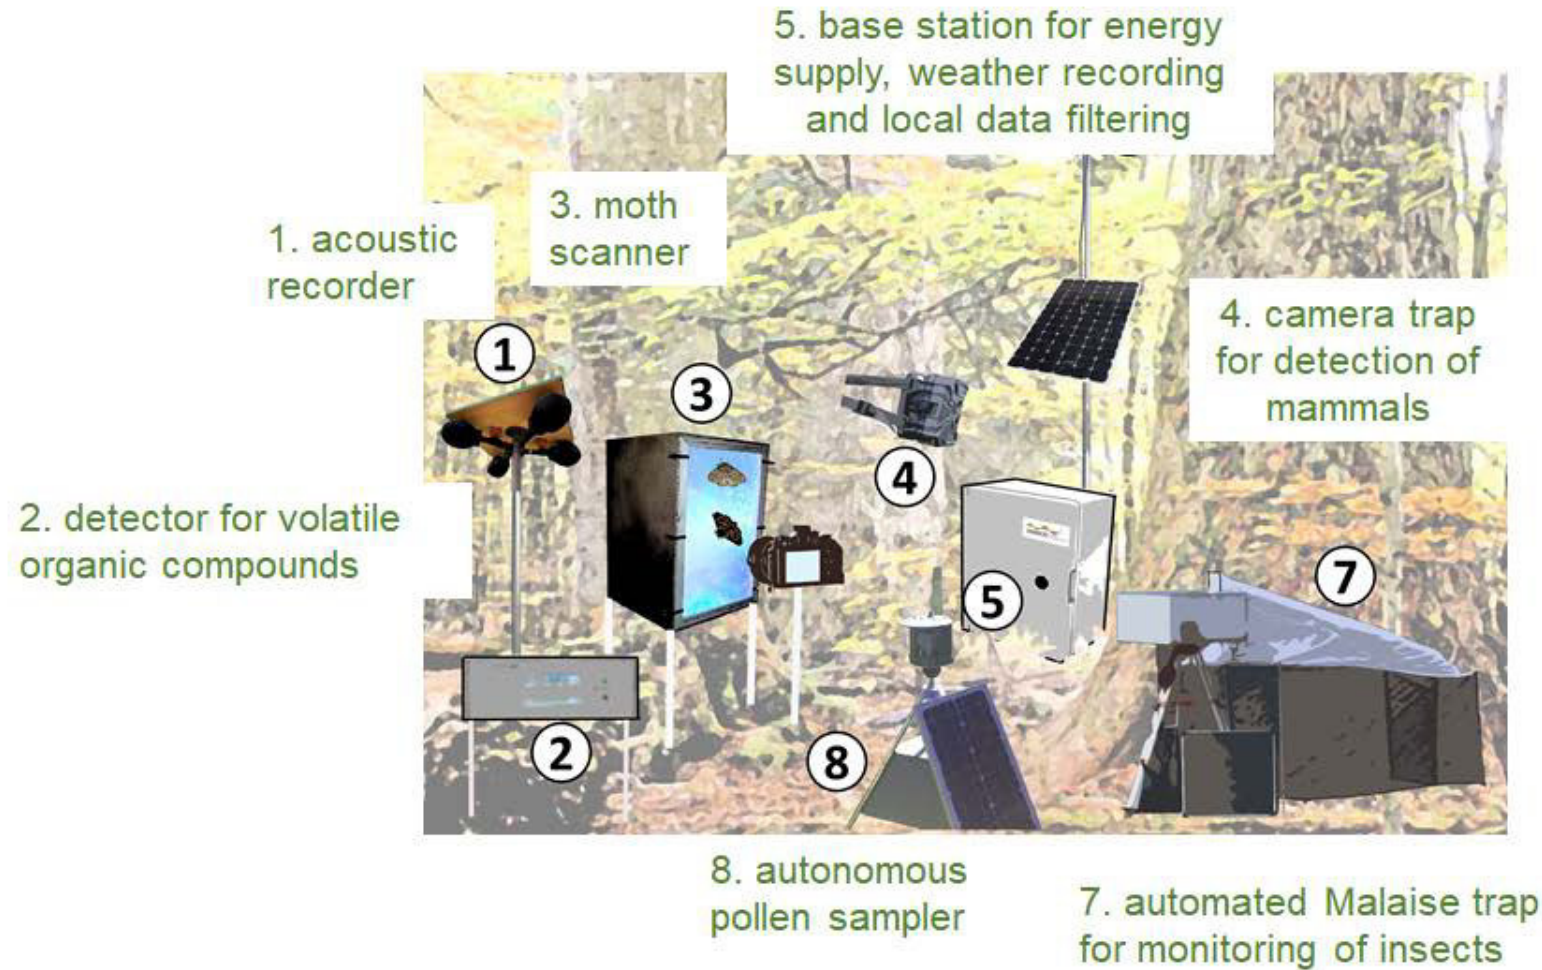 5. base station for energy
supply, weather recording
and local data filtering
3. moth
scanner
1. acoustic
recorder
4. camera trap
for detection of
mammals
1
3
4
2. detector for volatile
organic compounds
5
7
2
8
8. autonomous
pollen sampler
7. automated Malaise trap
for monitoring of insects